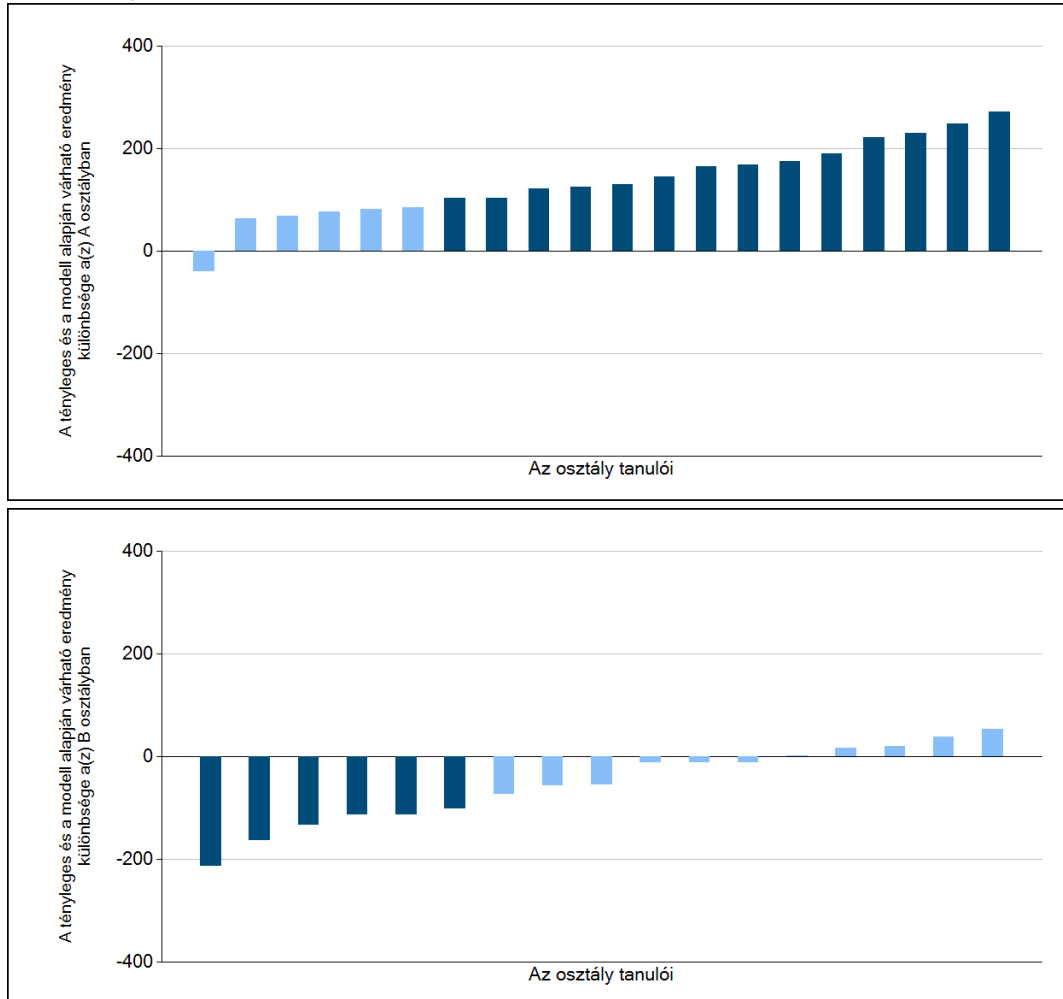 A tényleges és a modell alapján várható eredmény
különbsége a(z) A osztályban
400
200
0
-200
-400
Az osztály tanulói
A tényleges és a modell alapján várható eredmény
különbsége a(z) B osztályban
400
200
0
-200
-400
Az osztály tanulói